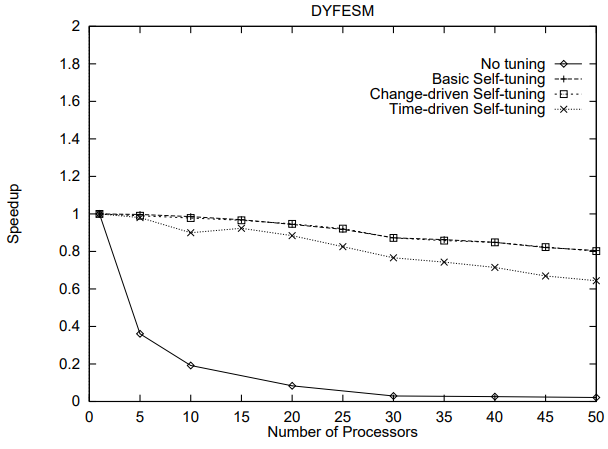 DYFESM
2
1.8
1.6
1.4
1.2
1
0.8
0.6
0.4
0.2
0
Speedup
No tuning
Basic Self-tuning
Change-driven Self-tuning
Time-driven Self-tuning
0 5 10 15 20 25 30 35 40 45 50
Number of Processors